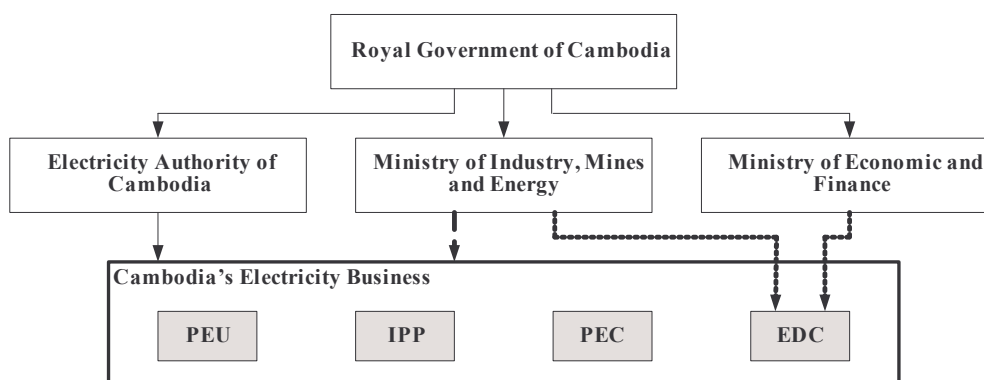 Royal Government of Cambodia
Electricity Authority of
Cambodia
Ministry of Industry, Mines
and Energy
Ministry of Economic and
Finance
Cambodia's Electricity Business
PEU
IPP
PEC
EDC